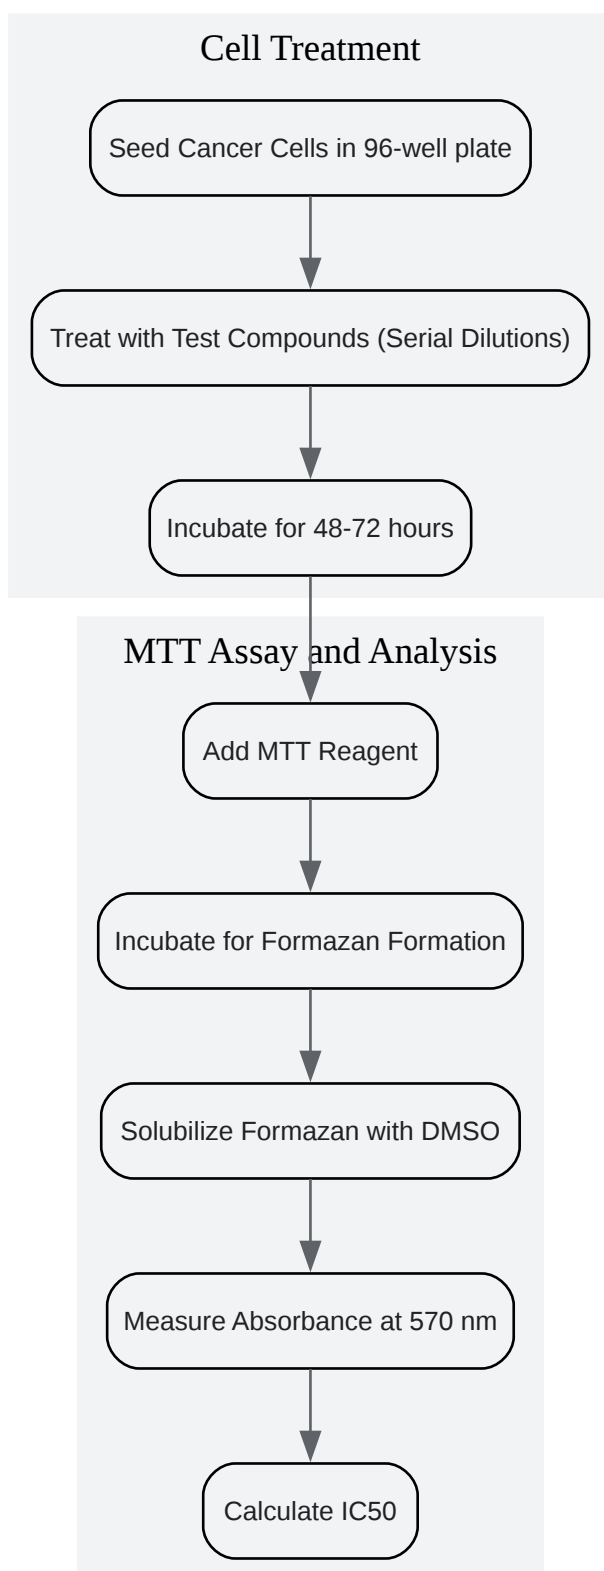 Cell Treatment
Seed Cancer Cells in 96-well plate
Treat with Test Compounds (Serial Dilutions)
Incubate for 48-72 hours
MTT Assay and Analysis
Add MTT Reagent
Incubate for Formazan Formation
Solubilize Formazan with DMSO
Measure Absorbance at 570 nm
Calculate IC50